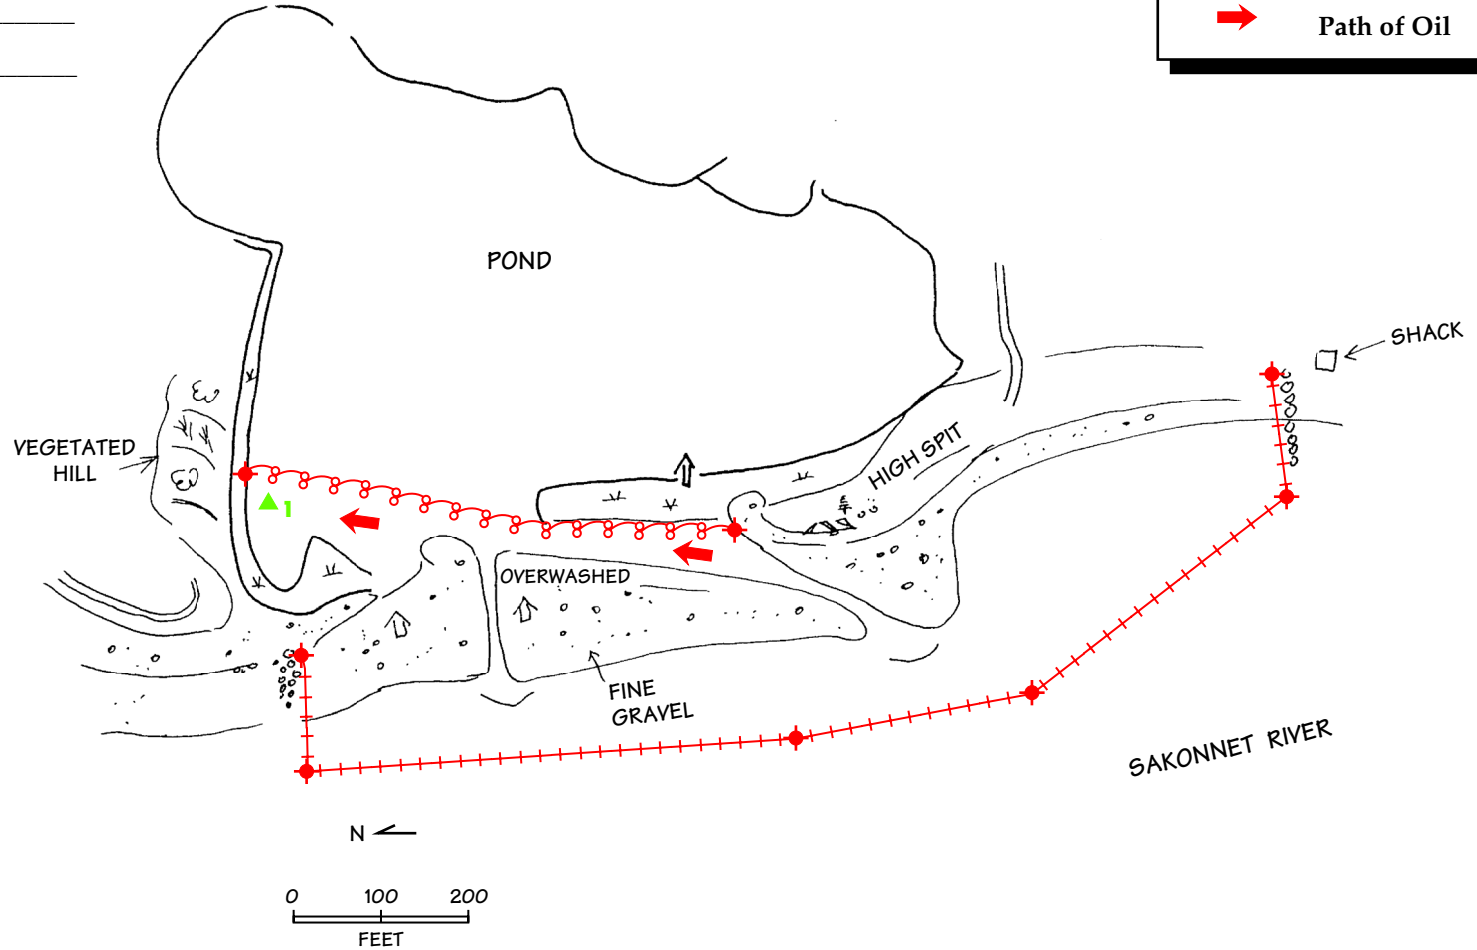 Path of Oil
POND
SHACK
HIGH SPIT
VEGETATED
HILL
1
OVERWASHED
FINE
GRAVEL
SAKONNET RIVER
N
0 100 200
FEET